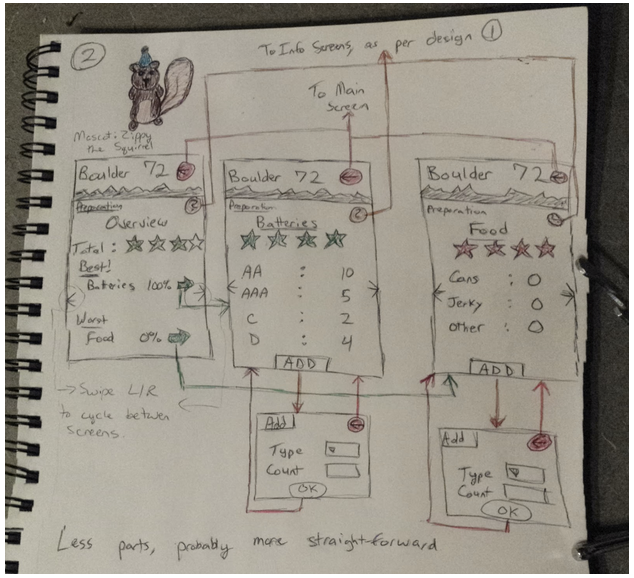 2
To Info Screens, as per design 1
To Main
Screen
Mascot: Zippy
the Squirrel
Boulder 72
Preparation
Overview
Total:
Best!
Batteries 100%
Worst
Food 0%
Boulder 72
Preparation
Batteries
AA : 10
AAA : 5
C : 2
D : 4
ADD
Boulder 72
Preparation
Food
Cans : 0
Jerky : 0
Other : 0
ADD
Add
Type
Count
OK
Add
Type
Count
OK
Swipe L/R
to cycle betwen
screens.
Less parts, probably more straight-forward